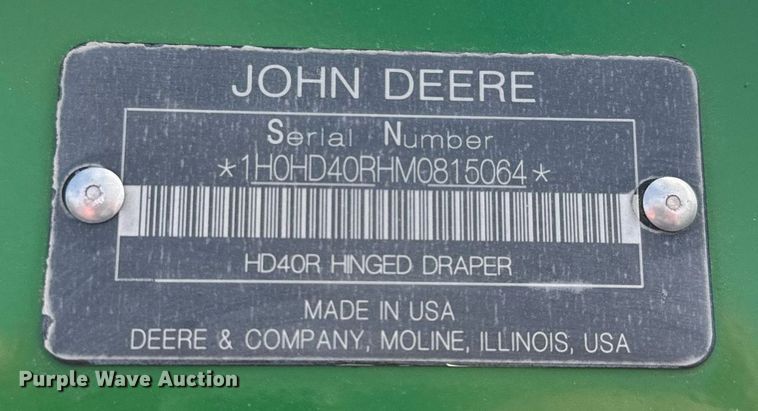 JOHN DEERE
Serial Number
*1H0HD40RHM0815064*
HD40R HINGED DRAPER
MADE IN USA
DEERE & COMPANY, MOLINE, ILLINOIS, USA
Purple Wave Auction